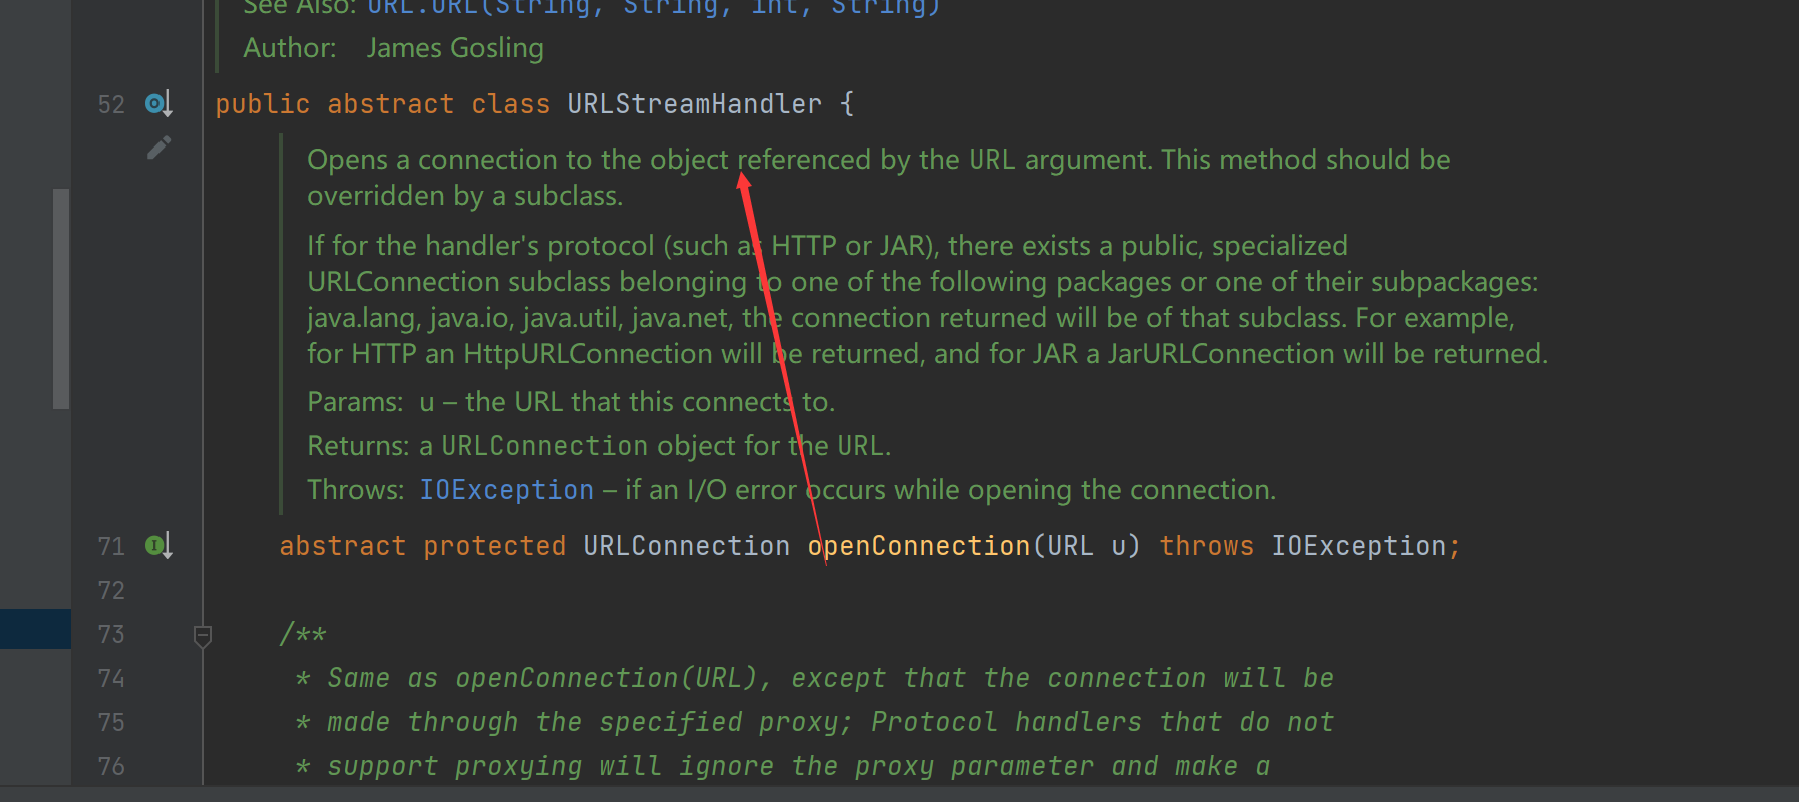 See Also: URL.URL(String, String, int, String)
Author: James Gosling
52 public abstract class URLStreamHandler {
Opens a connection to the object referenced by the URL argument. This method should be
overridden by a subclass.
If for the handler's protocol (such as HTTP or JAR), there exists a public, specialized
URLConnection subclass belonging to one of the following packages or one of their subpackages:
java.lang, java.io, java.util, java.net, the connection returned will be of that subclass. For example,
for HTTP an HttpURLConnection will be returned, and for JAR a JarURLConnection will be returned.
Params: u – the URL that this connects to.
Returns: a URLConnection object for the URL.
Throws: IOException – if an I/O error occurs while opening the connection.
71 abstract protected URLConnection openConnection(URL u) throws IOException;
72
73 /**
74 * Same as openConnection(URL), except that the connection will be
75 * made through the specified proxy; Protocol handlers that do not
76 * support proxying will ignore the proxy parameter and make a